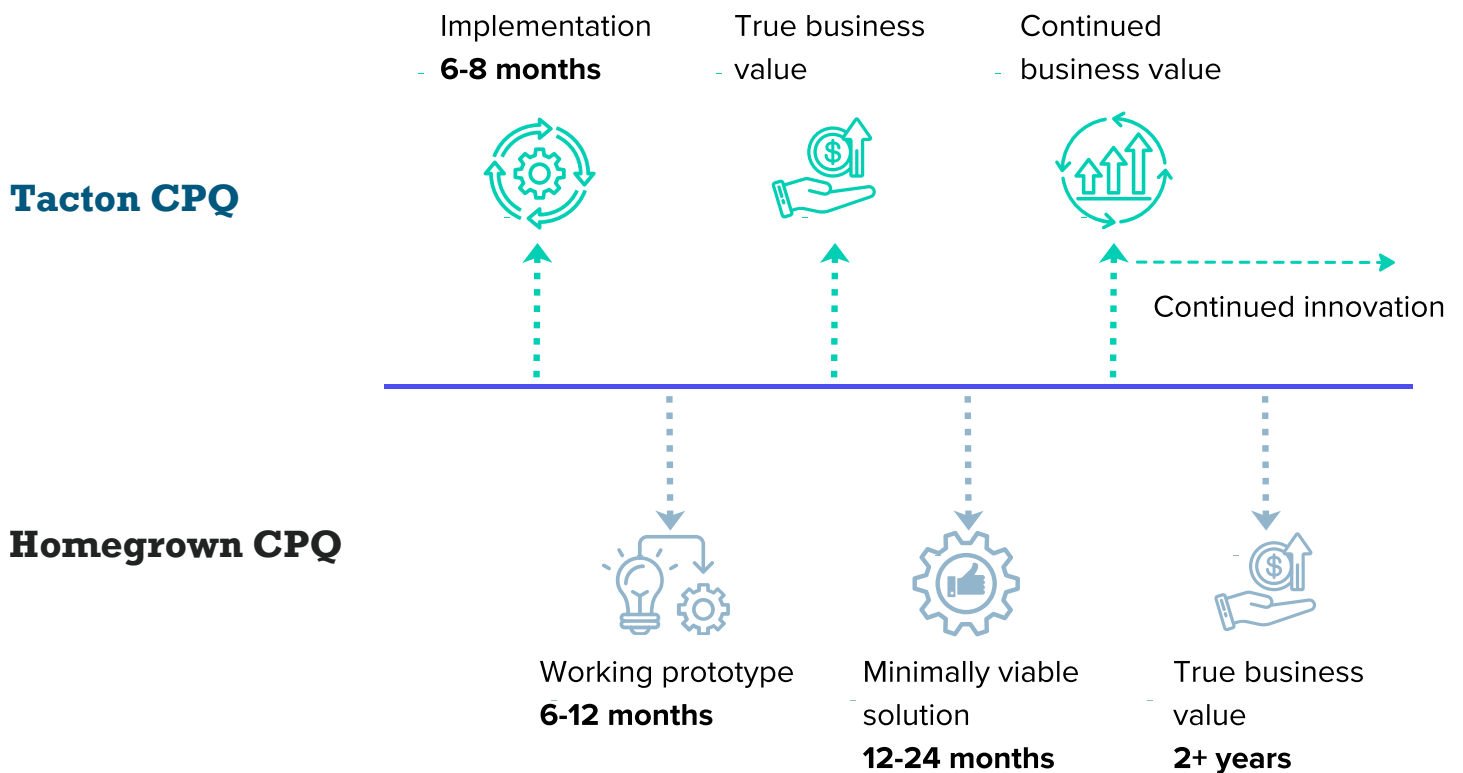 Implementation
6-8 months
True business
value
Continued
business value
Tacton CPQ
$
Continued innovation
Homegrown CPQ
$
Working prototype
6-12 months
Minimally viable
solution
12-24 months
True business
value
2+ years